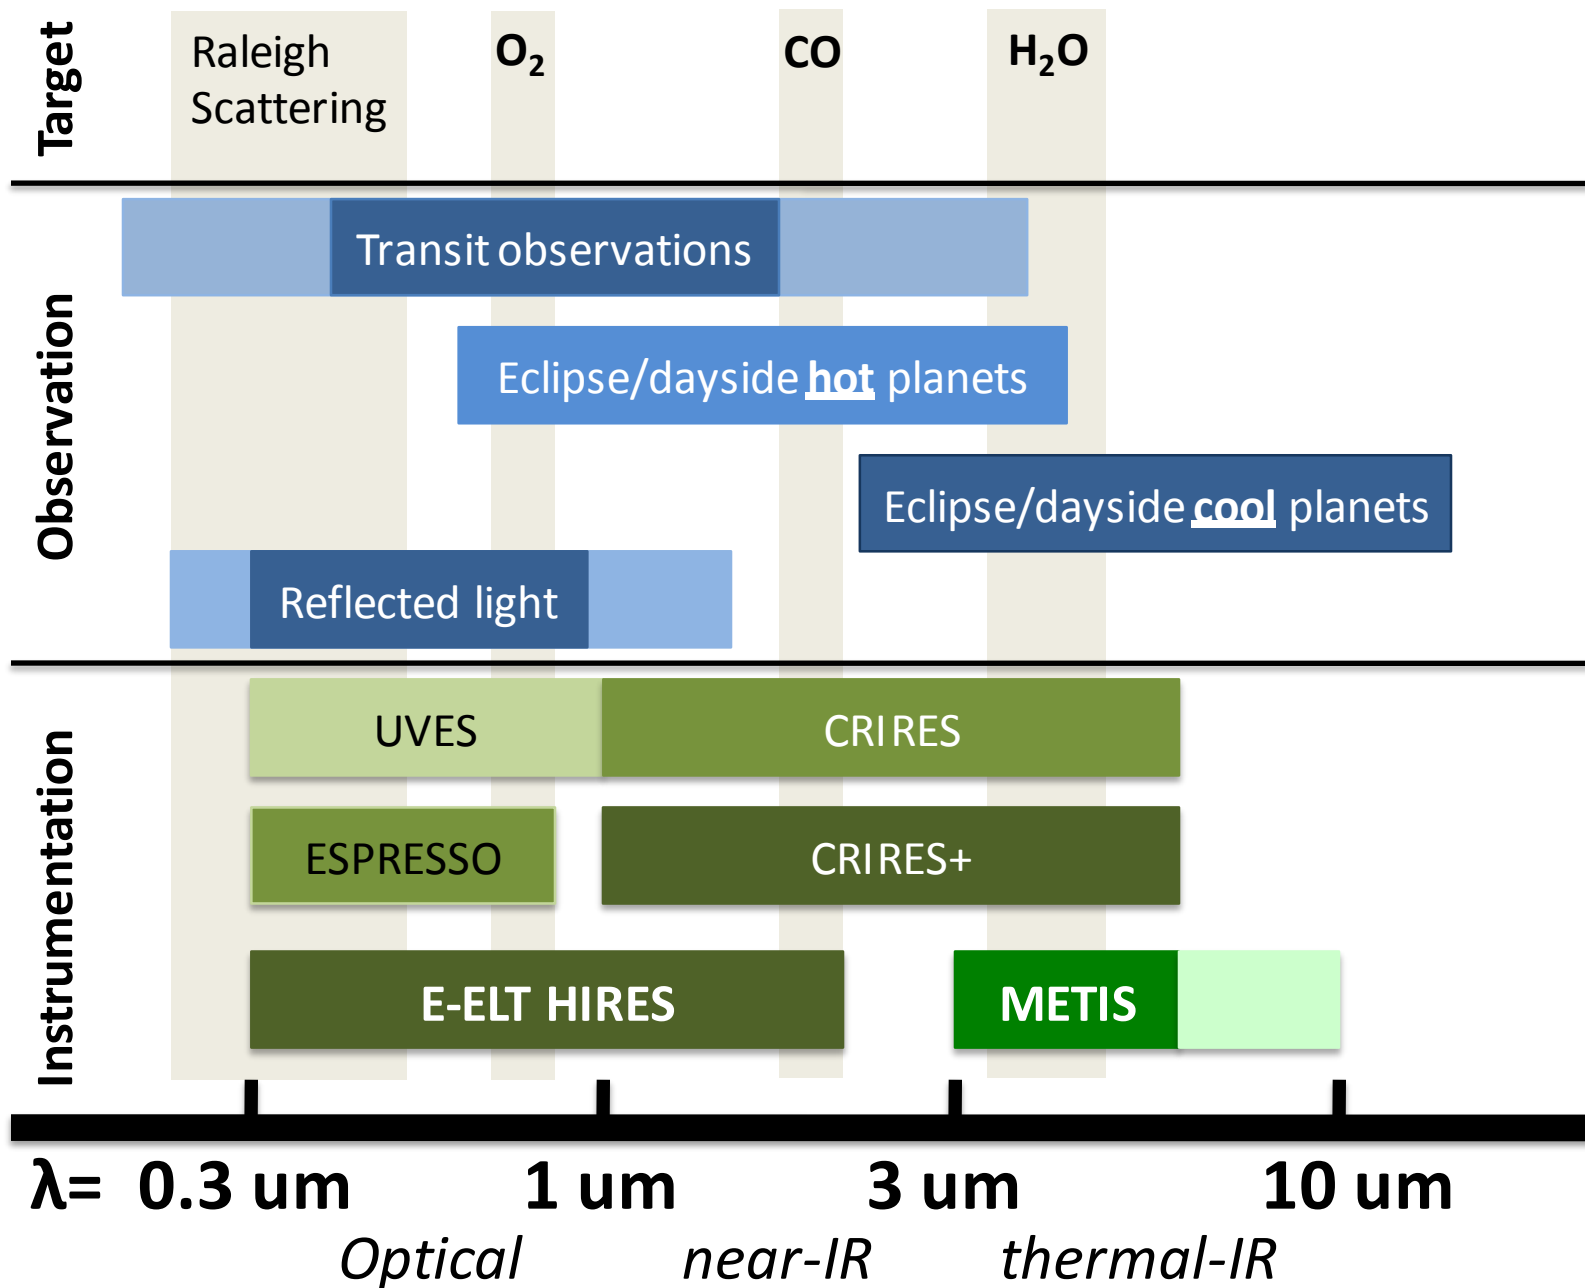 Target
Raleigh
Scattering
O₂
CO
H₂O
Observation
Transit observations
Eclipse/dayside hot planets
Eclipse/dayside cool planets
Reflected light
Instrumentation
UVES
CRIRES
ESPRESSO
CRIRES+
E-ELT HIRES
METIS
λ= 0.3 um 1 um 3 um 10 um
Optical near-IR thermal-IR